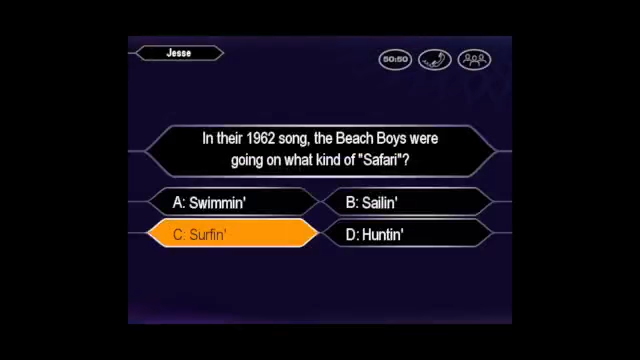 Jesse
50:50
In their 1962 song, the Beach Boys were
going on what kind of "Safari"?
A: Swimmin'
B: Sailin'
C: Surfin'
D: Huntin'